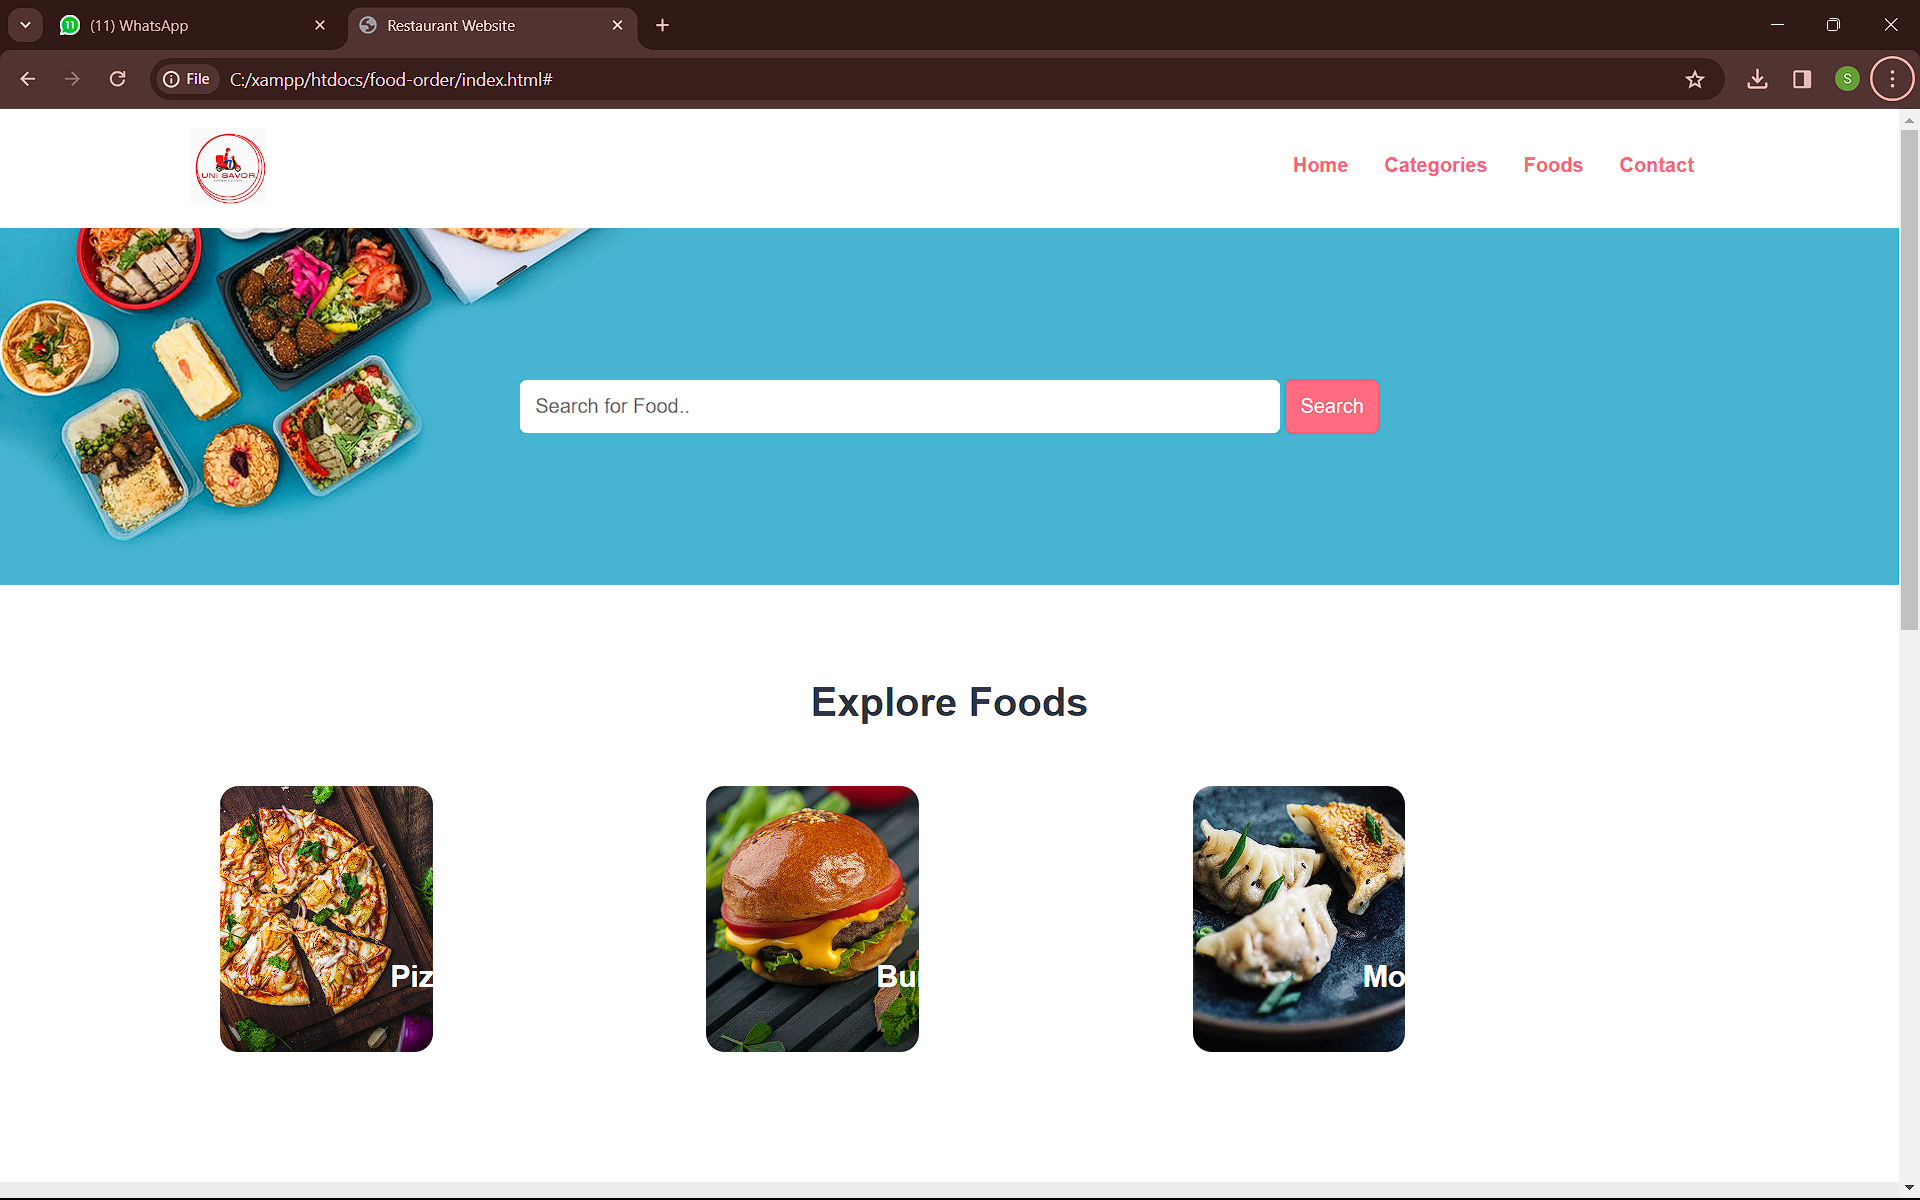 (11) WhatsApp
Restaurant Website
File
C:/xampp/htdocs/food-order/index.html#
S
UNI SAVOR
Home
Categories
Foods
Contact
Search for Food..
Search
Explore Foods
Piz
Bu
Mo